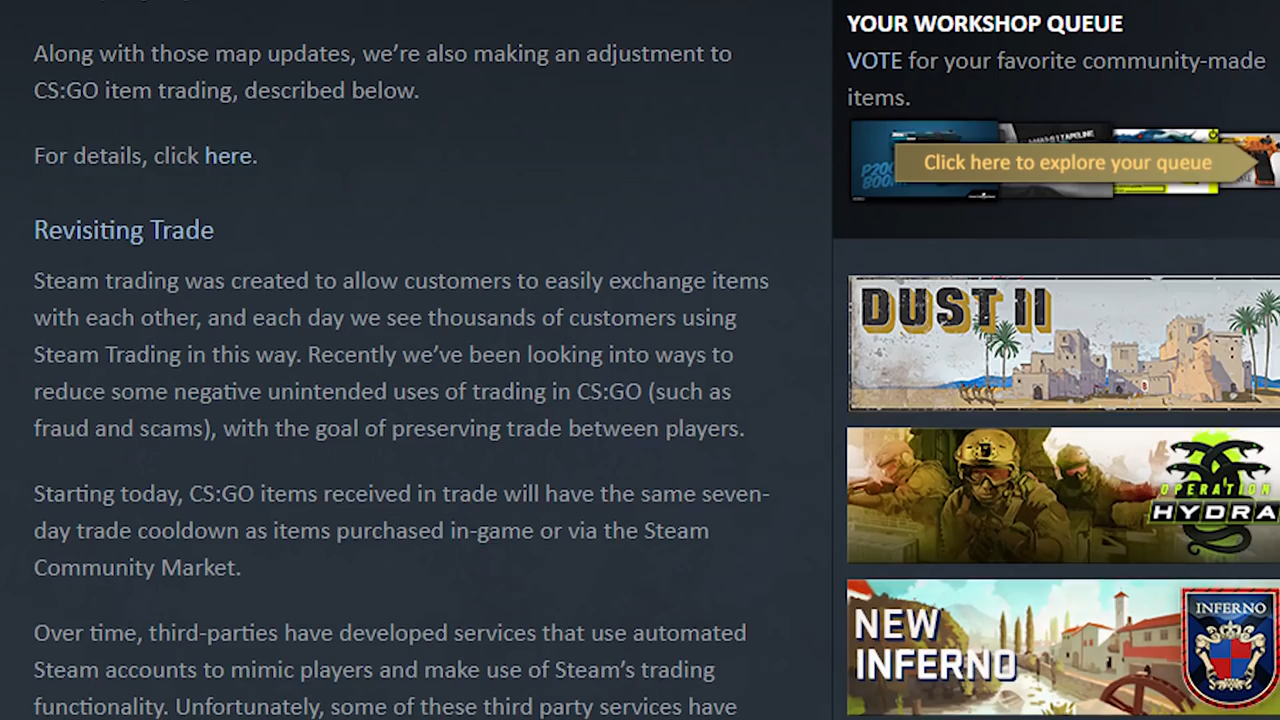 Along with those map updates, we're also making an adjustment to
CS:GO item trading, described below.
For details, click here.
Revisiting Trade
Steam trading was created to allow customers to easily exchange items
with each other, and each day we see thousands of customers using
Steam Trading in this way. Recently we've been looking into ways to
reduce some negative unintended uses of trading in CS:GO (such as
fraud and scams), with the goal of preserving trade between players.
Starting today, CS:GO items received in trade will have the same seven-
day trade cooldown as items purchased in-game or via the Steam
Community Market.
Over time, third-parties have developed services that use automated
Steam accounts to mimic players and make use of Steam's trading
functionality. Unfortunately, some of these third party services have
YOUR WORKSHOP QUEUE
VOTE for your favorite community-made
items.
Click here to explore your queue
DUST II
OPERATION
HYDRA
NEW
INFERNO
INFERNO